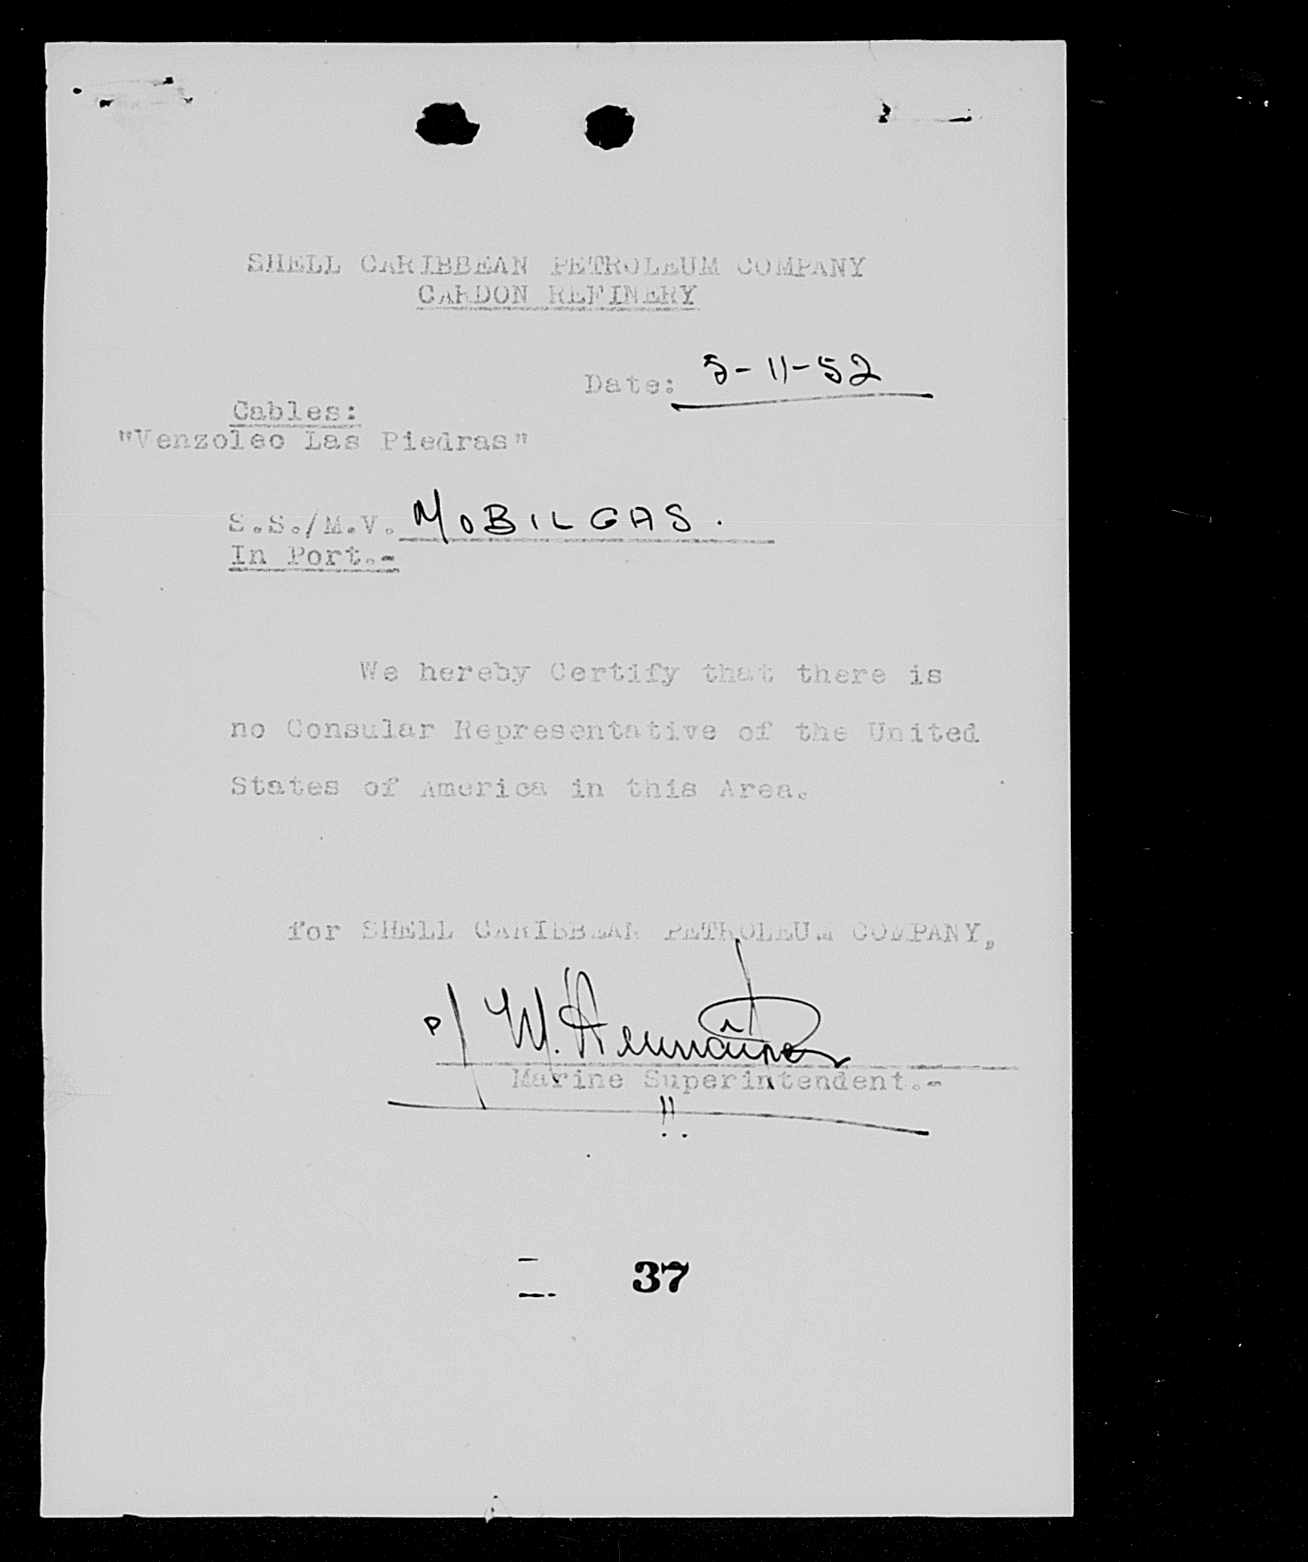 SHELL CARIBBEAN PETROLEUM COMPANY
CARDON REFINERY
Date: 5-11-52
Cables:
"Venzoleo Las Piedras"
S.S./M.V. MOBILGAS.
In Port.-
We hereby Certify that there is
no Consular Representative of the United
States of America in this Area.
for SHELL CARIBBEAN PETROLEUM COMPANY,
p/ M.
Marine Superintendent.-
37